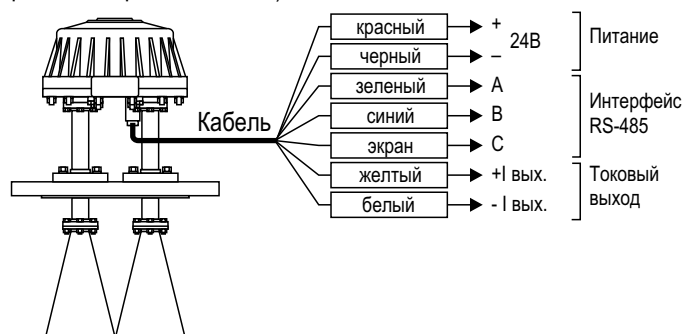 красный + 24В Питание
черный –
зеленый A Интерфейс RS-485
Кабель синий B
экран C
желтый +I вых. Токовый выход
белый - I вых.